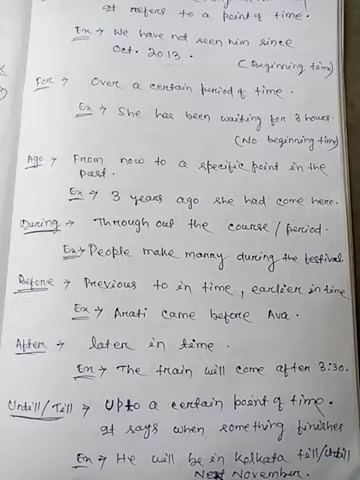 It refers to a point of time.
Ex → We have not seen him since
Oct. 2013.
(Beginning time)
For → Over a certain period of time.
Ex → She has been waiting for 3 hours.
(No beginning time)
Ago → From now to a specific point in the
past.
Ex → 3 years ago she had come here.
During → Through out the course/period.
Ex → People make marry during the festival.
Before → Previous to in time, earlier in time
Ex → Arati came before Ava.
After → later in time.
Ex → The train will come after 3:30.
Untill/Till → Upto a certain point of time.
It says when something finishes
Ex → He will be in Kolkata till/untill
Next November.